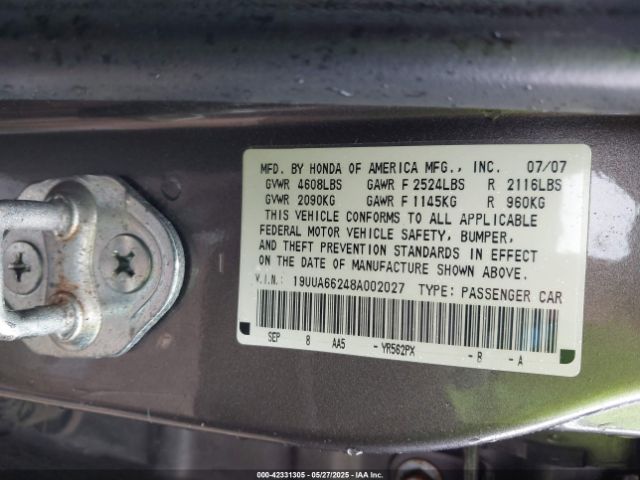 MFD. BY HONDA OF AMERICA MFG., INC. 07/07
GVWR 4608LBS GAWR F 2524LBS R 2116LBS
GVWR 2090KG GAWR F 1145KG R 960KG
THIS VEHICLE CONFORMS TO ALL APPLICABLE
FEDERAL MOTOR VEHICLE SAFETY, BUMPER,
AND THEFT PREVENTION STANDARDS IN EFFECT
ON THE DATE OF MANUFACTURE SHOWN ABOVE.
V.I.N.: 19UUA66248A002027 TYPE: PASSENGER CAR
SEP 8 AA5 - YR562PX - B - A
000-42331305 05/27/2025 IAA Inc.